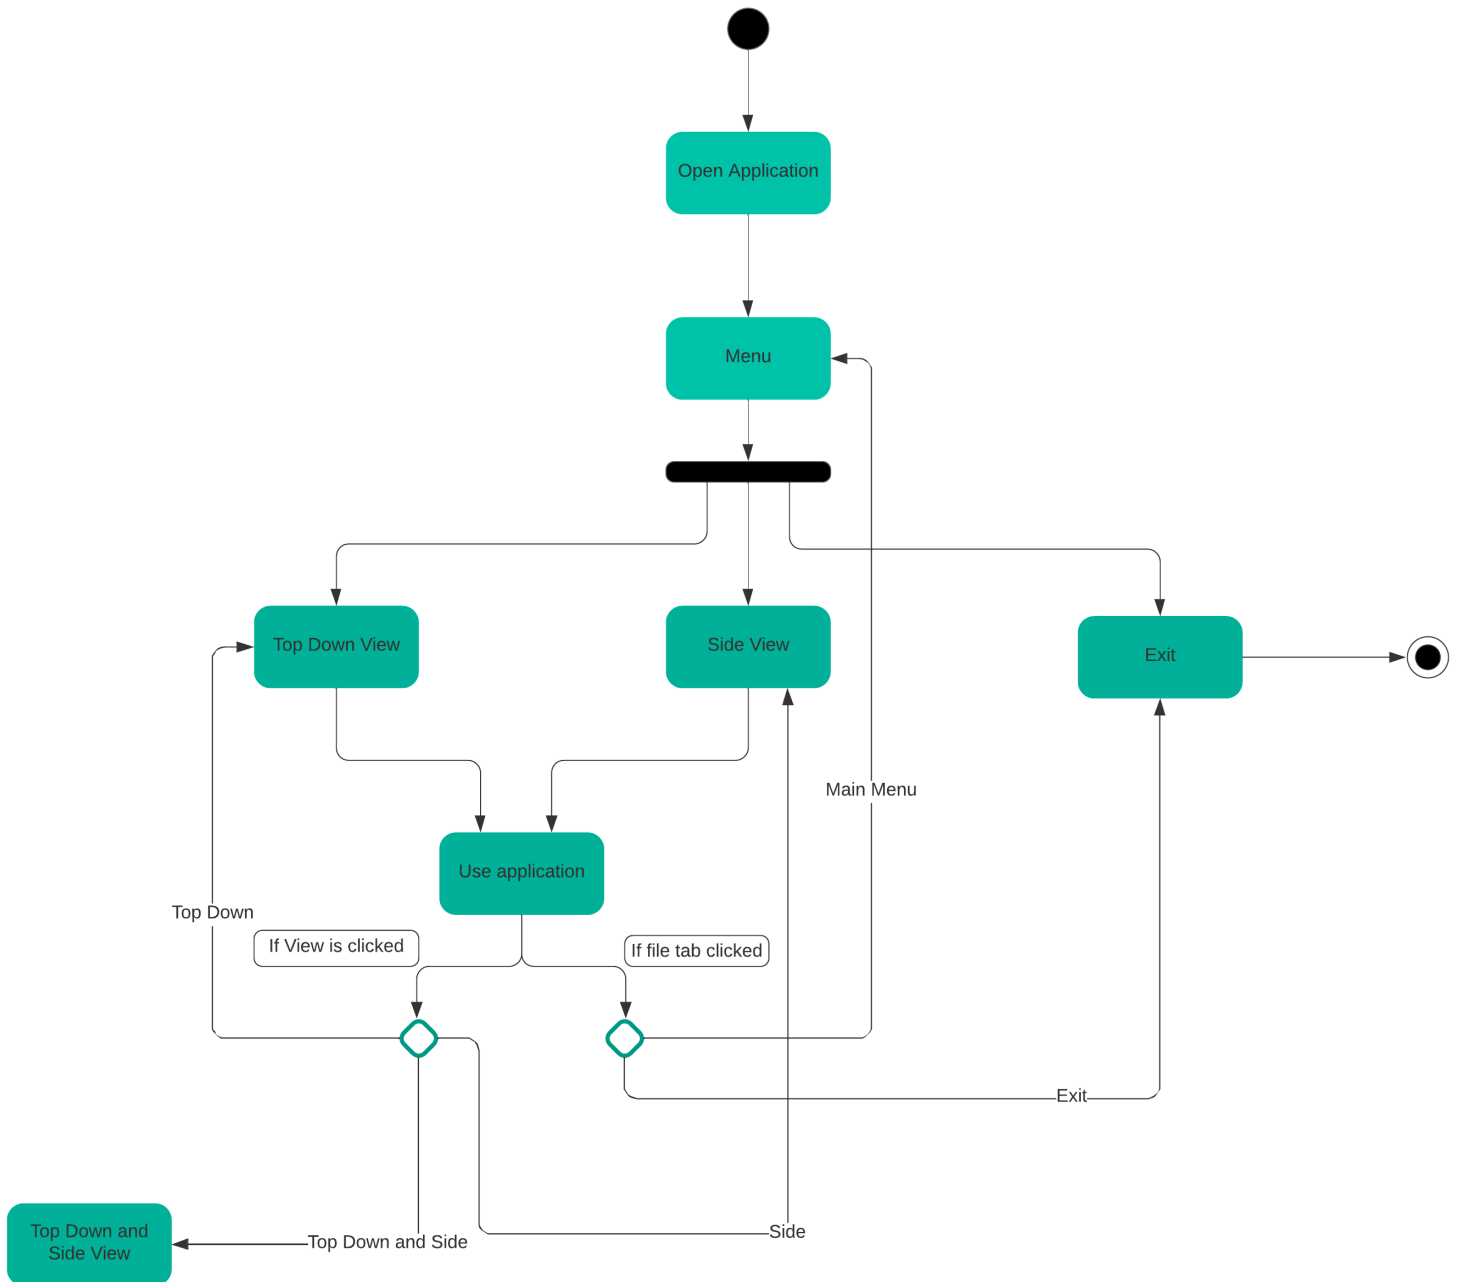 Open Application
Menu
Top Down View
Side View
Exit
Main Menu
Use application
Top Down
If View is clicked
If file tab clicked
Exit
Top Down and
Side View
Top Down and Side
Side